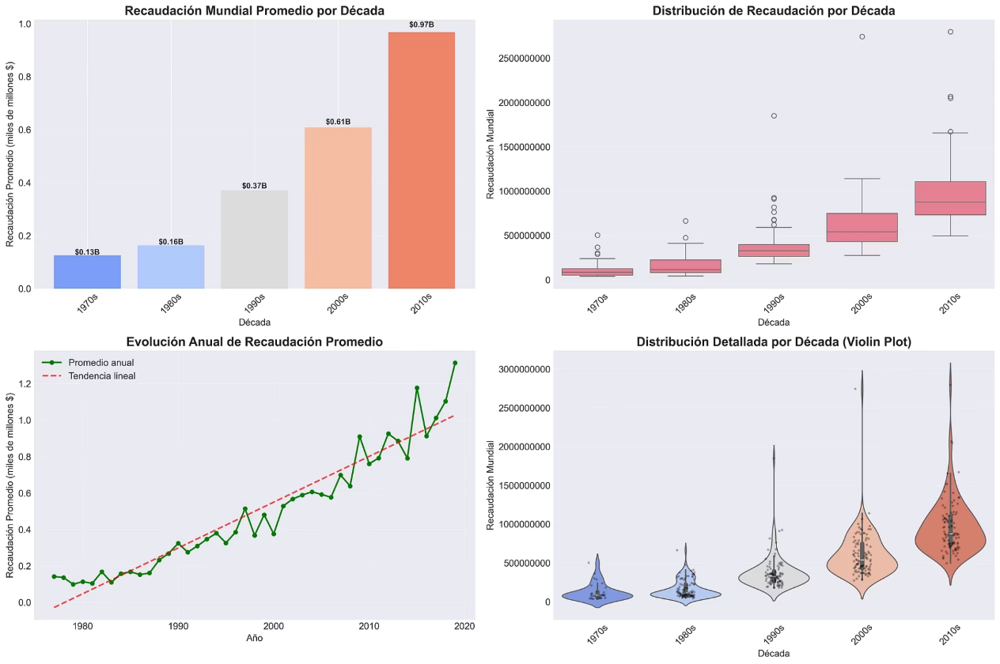 Recaudación Mundial Promedio por Década
Recaudación Promedio (miles de millones $)
1.0
0.8
0.6
0.4
0.2
0.0
$0.13B
$0.16B
$0.37B
$0.61B
$0.97B
1970s
1980s
1990s
2000s
2010s
Década
Distribución de Recaudación por Década
Recaudación Mundial
2500000000
2000000000
1500000000
1000000000
500000000
0
1970s
1980s
1990s
2000s
2010s
Década
Evolución Anual de Recaudación Promedio
Recaudación Promedio (miles de millones $)
Promedio anual
Tendencia lineal
1.2
1.0
0.8
0.6
0.4
0.2
0.0
1980
1990
2000
2010
2020
Año
Distribución Detallada por Década (Violin Plot)
Recaudación Mundial
3000000000
2500000000
2000000000
1500000000
1000000000
500000000
0
1970s
1980s
1990s
2000s
2010s
Década